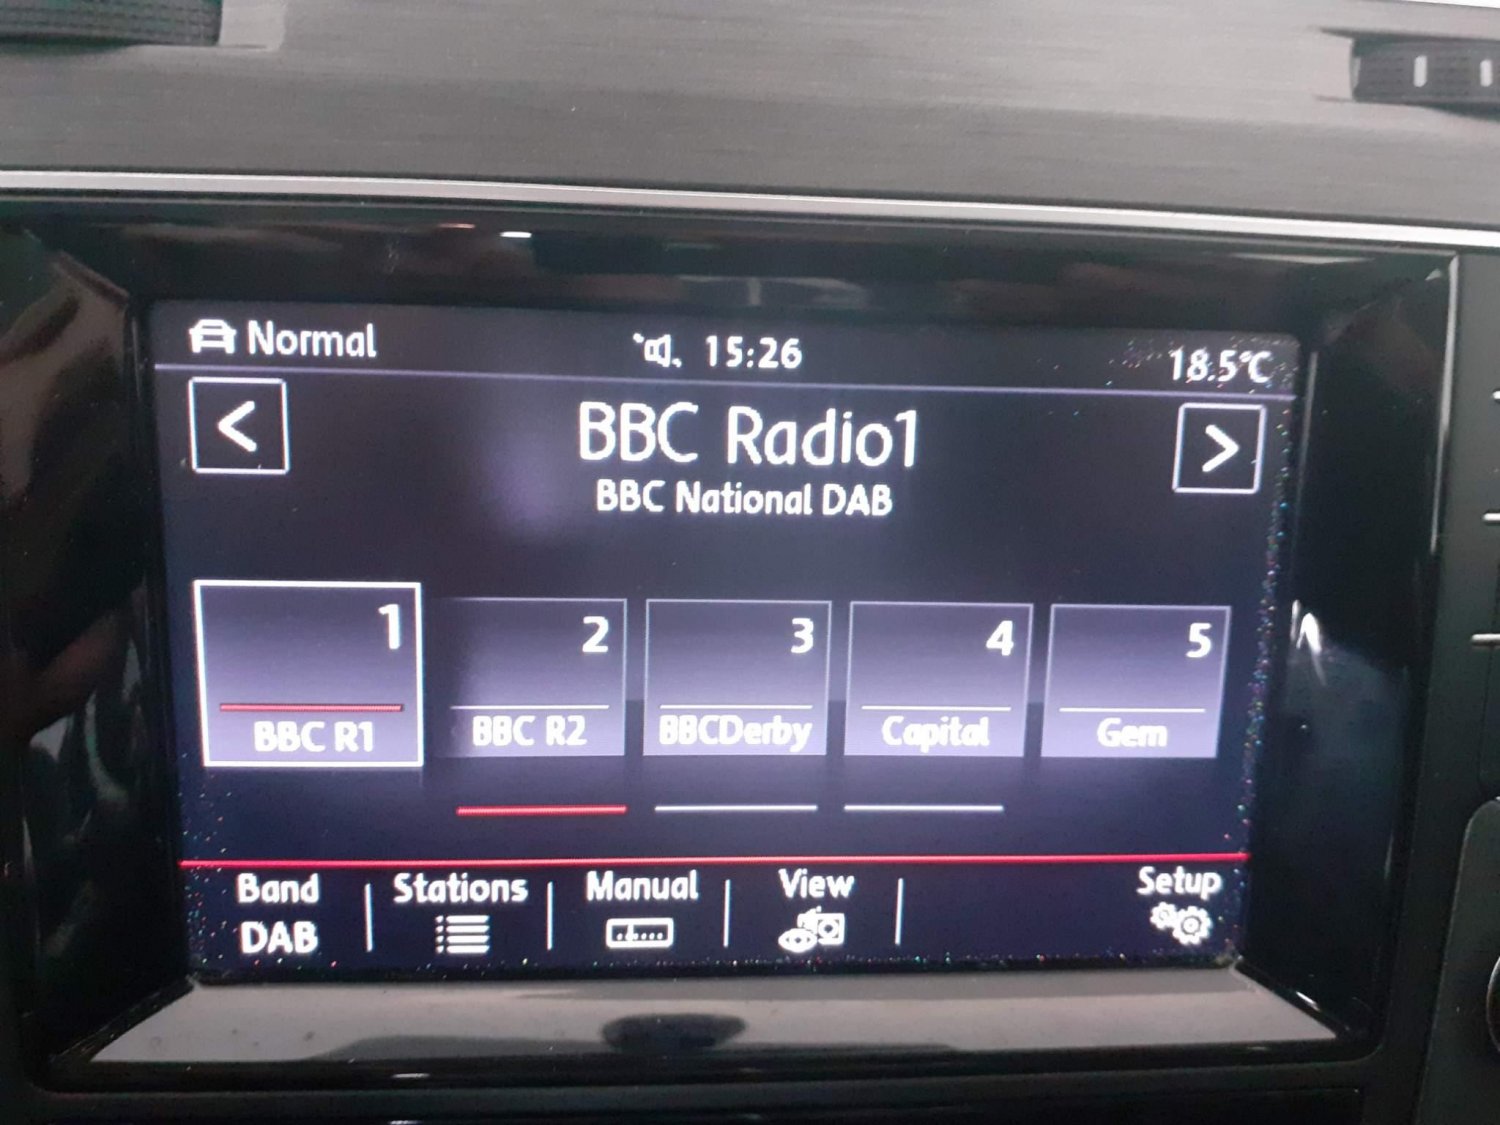 Normal 15:26 18.5°C
BBC Radio1
BBC National DAB
1 2 3 4 5
BBC R1 BBC R2 BBCDerby Capital Gem
Band Stations Manual View Setup
DAB